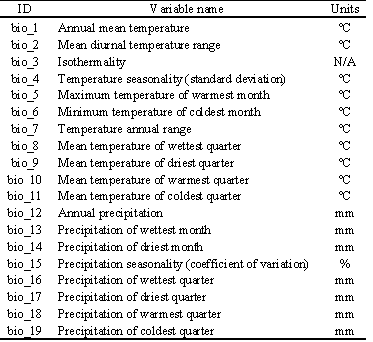 ID Variable name Units
bio_1 Annual mean temperature ℃
bio_2 Mean diurnal temperature range ℃
bio_3 Isothermality N/A
bio_4 Temperature seasonality (standard deviation) ℃
bio_5 Maximum temperature of warmest month ℃
bio_6 Minimum temperature of coldest month ℃
bio_7 Temperature annual range ℃
bio_8 Mean temperature of wettest quarter ℃
bio_9 Mean temperature of driest quarter ℃
bio_10 Mean temperature of warmest quarter ℃
bio_11 Mean temperature of coldest quarter ℃
bio_12 Annual precipitation mm
bio_13 Precipitation of wettest month mm
bio_14 Precipitation of driest month mm
bio_15 Precipitation seasonality (coefficient of variation) %
bio_16 Precipitation of wettest quarter mm
bio_17 Precipitation of driest quarter mm
bio_18 Precipitation of warmest quarter mm
bio_19 Precipitation of coldest quarter mm